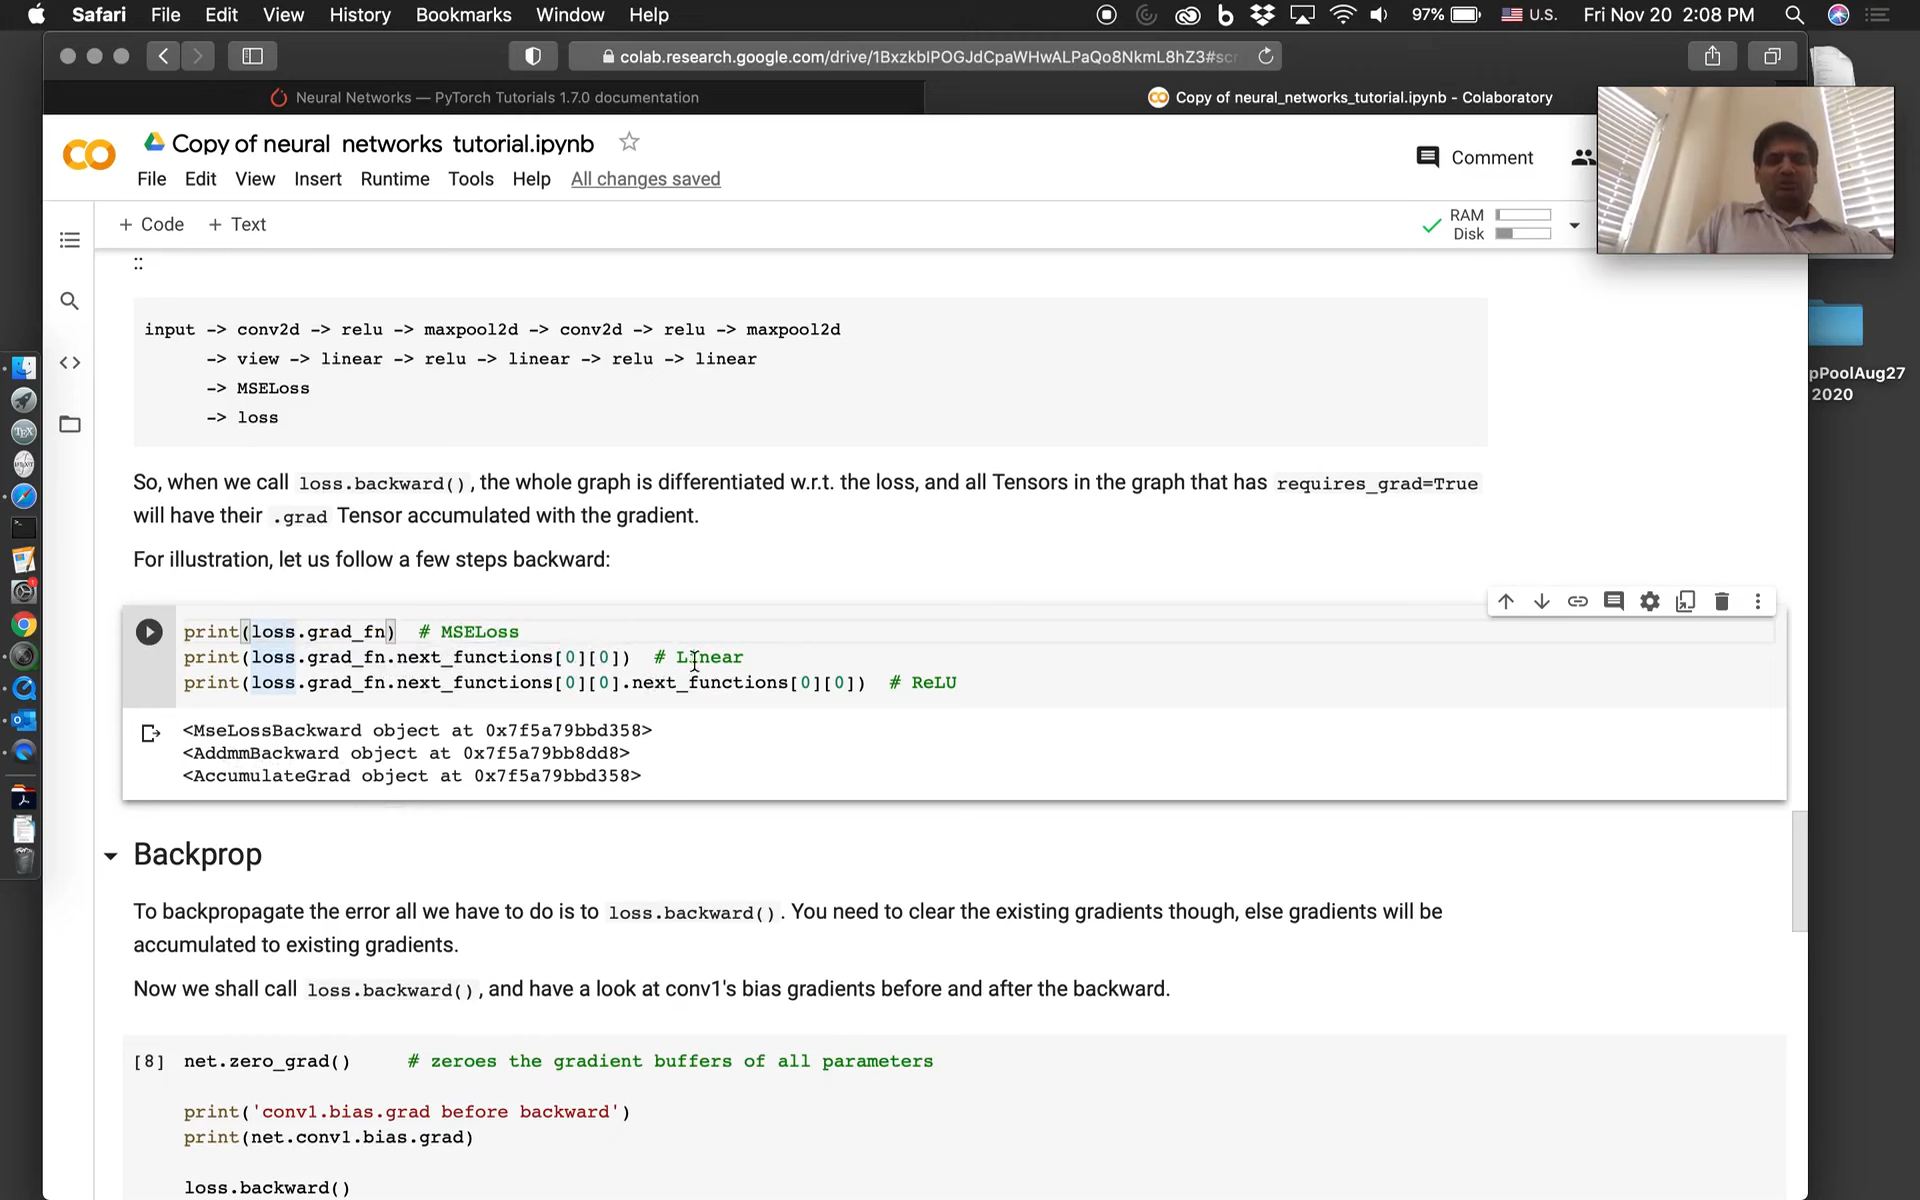 Safari File Edit View History Bookmarks Window Help 97% U.S. Fri Nov 20 2:08 PM
colab.research.google.com/drive/1BxzkbIPOGJdCpaWHwALPaQo8NkmL8hZ3#scr
Neural Networks — PyTorch Tutorials 1.7.0 documentation
Copy of neural_networks_tutorial.ipynb - Colaboratory
Copy of neural_networks_tutorial.ipynb
Comment
File Edit View Insert Runtime Tools Help All changes saved
+ Code + Text
RAM
Disk
::
input -> conv2d -> relu -> maxpool2d -> conv2d -> relu -> maxpool2d
-> view -> linear -> relu -> linear -> relu -> linear
-> MSELoss
-> loss
pPoolAug27
2020
So, when we call loss.backward(), the whole graph is differentiated w.r.t. the loss, and all Tensors in the graph that has requires_grad=True
will have their .grad Tensor accumulated with the gradient.
For illustration, let us follow a few steps backward:
print(loss.grad_fn)  # MSELoss
print(loss.grad_fn.next_functions[0][0])  # Linear
print(loss.grad_fn.next_functions[0][0].next_functions[0][0])  # ReLU
<MseLossBackward object at 0x7f5a79bbd358>
<AddmmBackward object at 0x7f5a79bb8dd8>
<AccumulateGrad object at 0x7f5a79bbd358>
Backprop
To backpropagate the error all we have to do is to loss.backward(). You need to clear the existing gradients though, else gradients will be
accumulated to existing gradients.
Now we shall call loss.backward(), and have a look at conv1's bias gradients before and after the backward.
[8] net.zero_grad()     # zeroes the gradient buffers of all parameters
print('conv1.bias.grad before backward')
print(net.conv1.bias.grad)
loss.backward()